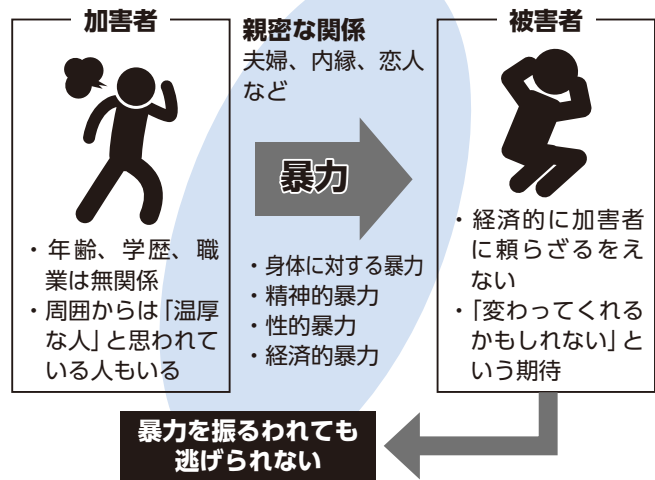 加害者
・年齢、学歴、職
業は無関係
・周囲からは「温厚
な人」と思われて
いる人もいる
親密な関係
夫婦、内縁、恋人
など
暴力
・身体に対する暴力
・精神的暴力
・性的暴力
・経済的暴力
被害者
・経済的に加害者
に頼らざるをえ
ない
・「変わってくれる
かもしれない」と
いう期待
暴力を振るわれても
逃げられない